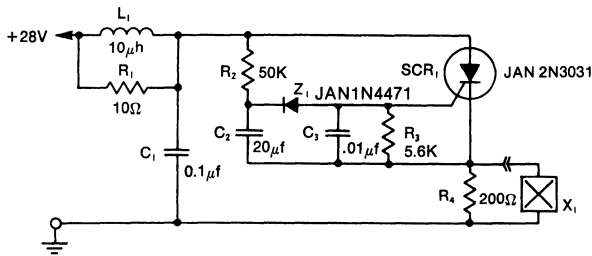 L1
+28V
10μh
R1
10Ω
C1
0.1μf
R2
50K
Z1 JAN1N4471
C2
20μf
C3
.01μf
R3
5.6K
SCR1
JAN 2N3031
R4
200Ω
X1